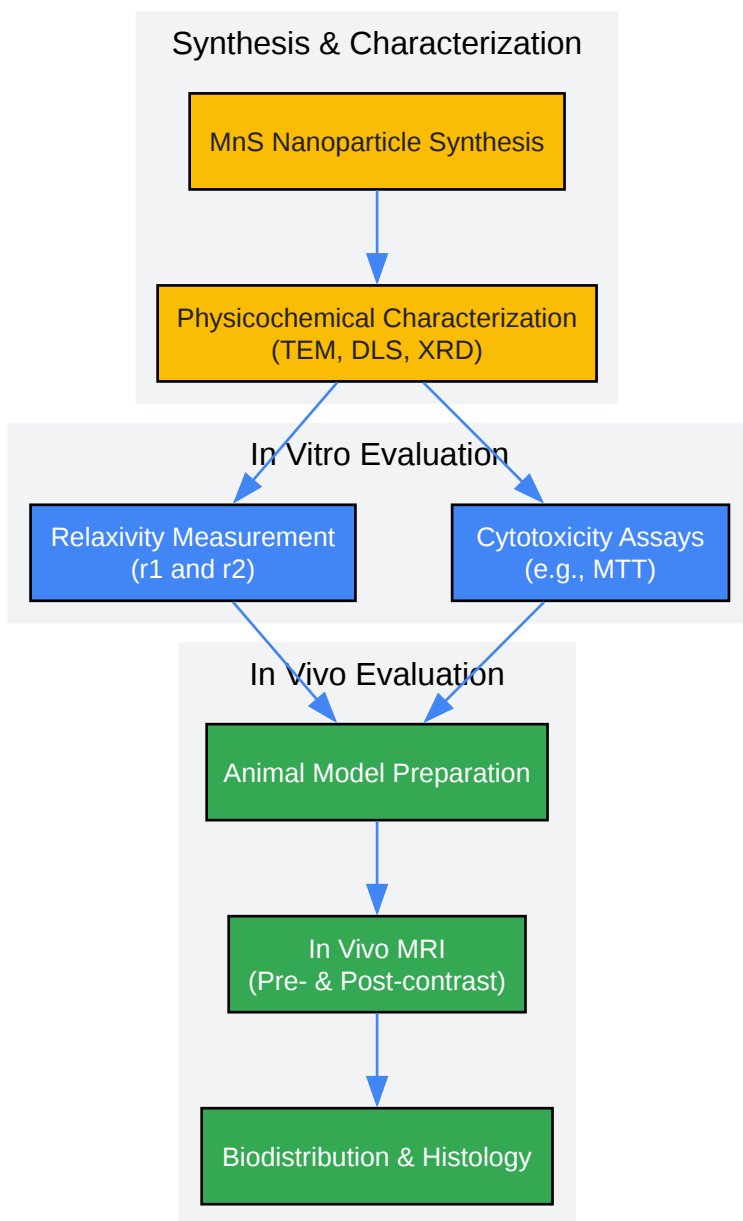 Synthesis & Characterization
MnS Nanoparticle Synthesis
Physicochemical Characterization
(TEM, DLS, XRD)
In Vitro Evaluation
Relaxivity Measurement
(r1 and r2)
Cytotoxicity Assays
(e.g., MTT)
In Vivo Evaluation
Animal Model Preparation
In Vivo MRI
(Pre- & Post-contrast)
Biodistribution & Histology